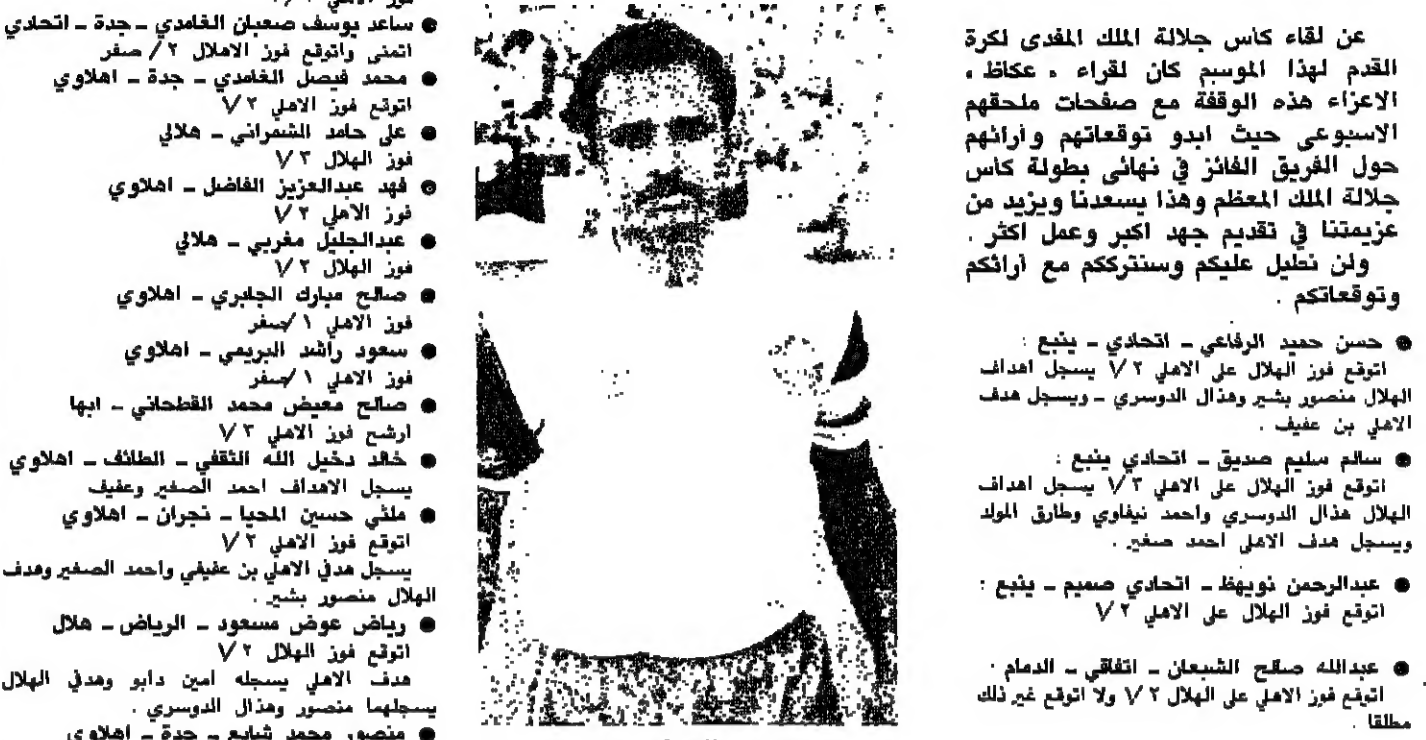 عن لقاء كاس جلالة الملك المفدى لكرة
القدم لهذا الموسم كان لقراء « عكاظ »
الاعزاء هذه الوقفة مع صفحات ملحقهم
الاسبوعى حيث ابدو توقعاتهم وأرائهم
حول الفريق الفائز في نهائى بطولة كاس
جلالة الملك المعظم وهذا يسعدنا ويزيد من
عزيمتنا في تقديم جهد اكبر وعمل اكثر .
ولن نطيل عليكم وسنترككم مع أرائكم
وتوقعاتكم .
● حسن حميد الرفاعي ـ اتحادي ـ ينبع :
اتوقع فوز الهلال على الاهلي ٢/١ يسجل اهداف
الهلال منصور بشير وهذال الدوسري ـ ويسجل هدف
الاهلي بن عفيف .
● سالم سليم صديق ـ اتحادي ينبع :
اتوقع فوز الهلال على الاهلي ٣/١ يسجل اهداف
الهلال هذال الدوسري واحمد نيفاوي وطارق المولد
ويسجل هدف الاهلى احمد صغير .
● عبدالرحمن نويهظ ـ اتحادي صميم ـ ينبع :
اتوقع فوز الهلال على الاهلي ٢/١
● عبدالله صالح الشبعان ـ اتفاقي ـ الدمام .
اتوقع فوز الاهلي على الهلال ٢/١ ولا اتوقع غير ذلك
مطلقا .
فوز الاهلي
● ساعد يوسف صعبان الغامدي ـ جدة ـ اتحادي
اتمنى واتوقع فوز الاهلال ٢/ صفر
● محمد فيصل الغامدي ـ جدة ـ اهلاوي
اتوقع فوز الاهلي ٢/١
● على حامد الشمراني ـ هلالي
فوز الهلال ٣/١
● فهد عبدالعزيز الفاضل ـ اهلاوي
فوز الاهلي ٢/١
● عبدالجليل مغربي ـ هلالي
فوز الهلال ٢/١
● صالح مبارك الجابري ـ اهلاوي
فوز الاهلي ١/صفر
● سعود راشد البريمي ـ اهلاوي
فوز الاهلي ١/صفر
● صالح معيض محمد القطحاني ـ ابها
ارشح فوز الاهلي ٣/١
● خالد دخيل الله الثقفي ـ الطائف ـ اهلاوي
يسجل الاهداف احمد الصغير وعفيف
● ملئي حسين المحيا ـ نجران ـ اهلاوي
اتوقع فوز الاهلي ٢/١
يسجل هدفي الاهلي بن عفيفي واحمد الصغير وهدف
الهلال منصور بشير .
● رياض عوض مسعود ـ الرياض ـ هلال
اتوقع فوز الهلال ٢/١
هدف الاهلي يسجله امين دابو وهدفي الهلال
يسجلهما منصور وهذال الدوسري .
● منصور محمد شايع ـ جدة ـ اهلاوي